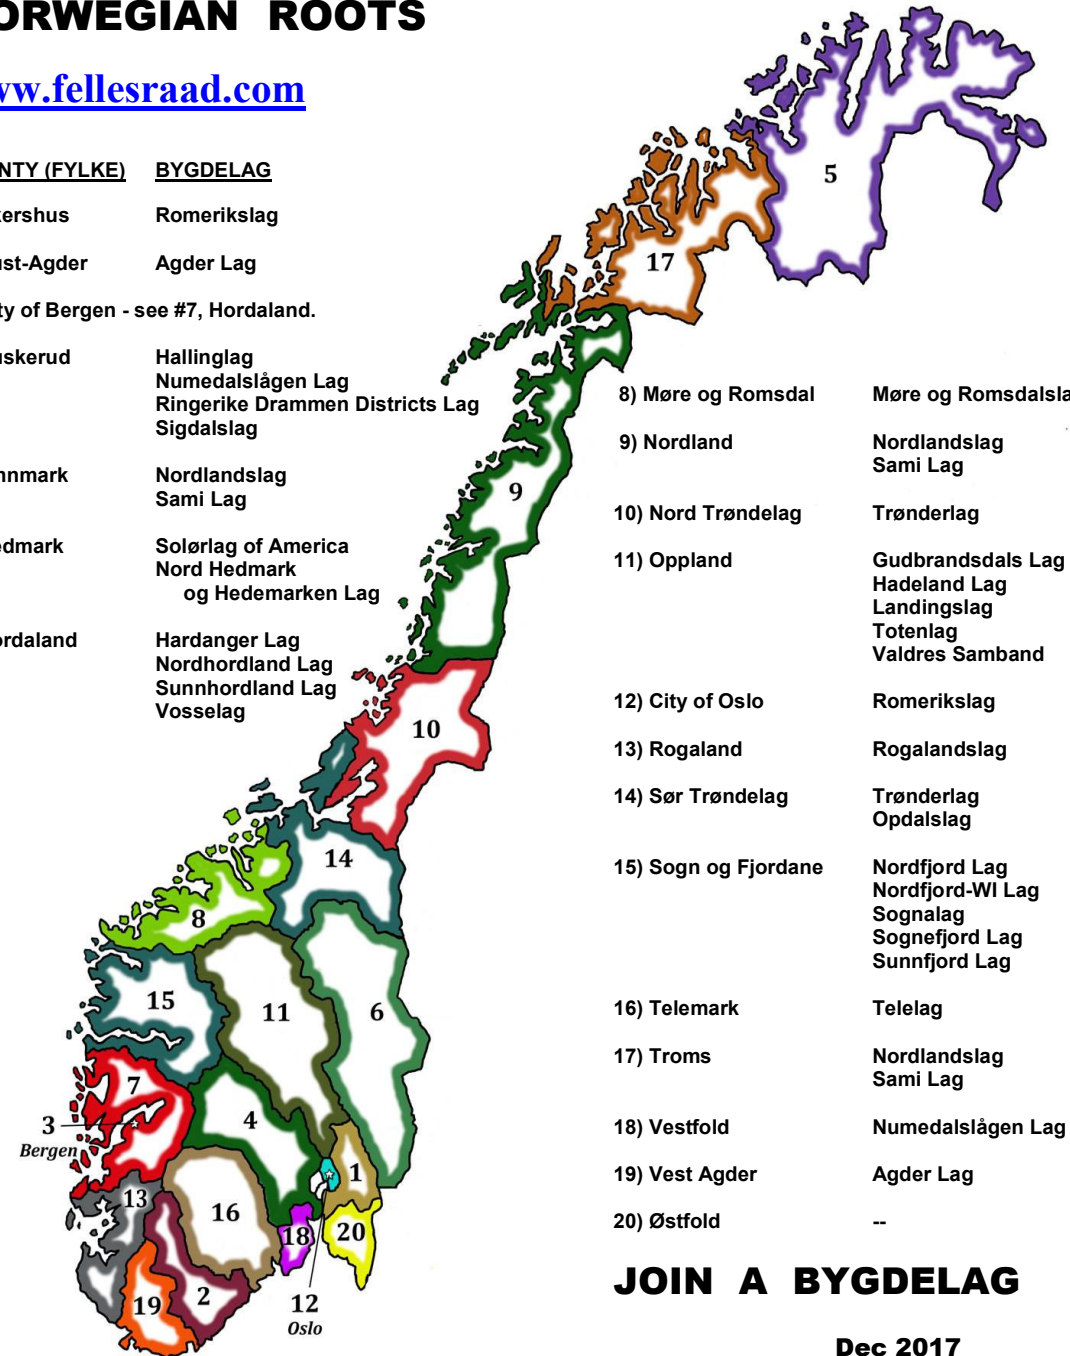 ORWEGIAN ROOTS
ww.fellesraad.com
NTY (FYLKE) BYGDELAG
ershus Romerikslag
ust-Agder Agder Lag
ty of Bergen - see #7, Hordaland.
uskerud Hallinglag
Numedalslågen Lag
Ringerike Drammen Districts Lag
Sigdalslag
nnmark Nordlandslag
Sami Lag
edmark Solørlag of America
Nord Hedmark
og Hedemarken Lag
ordaland Hardanger Lag
Nordhordland Lag
Sunnhordland Lag
Vosselag
8) Møre og Romsdal Møre og Romsdalsla
9) Nordland Nordlandslag
Sami Lag
10) Nord Trøndelag Trønderlag
11) Oppland Gudbrandsdals Lag
Hadeland Lag
Landingslag
Totenlag
Valdres Samband
12) City of Oslo Romerikslag
13) Rogaland Rogalandslag
14) Sør Trøndelag Trønderlag
Opdalslag
15) Sogn og Fjordane Nordfjord Lag
Nordfjord-WI Lag
Sognalag
Sognefjord Lag
Sunnfjord Lag
16) Telemark Telelag
17) Troms Nordlandslag
Sami Lag
18) Vestfold Numedalslågen Lag
19) Vest Agder Agder Lag
20) Østfold --
JOIN A BYGDELAG
Dec 2017
5
17
9
10
14
8
15
11
6
7
3
Bergen
4
1
13
16
18
20
2
19
12
Oslo